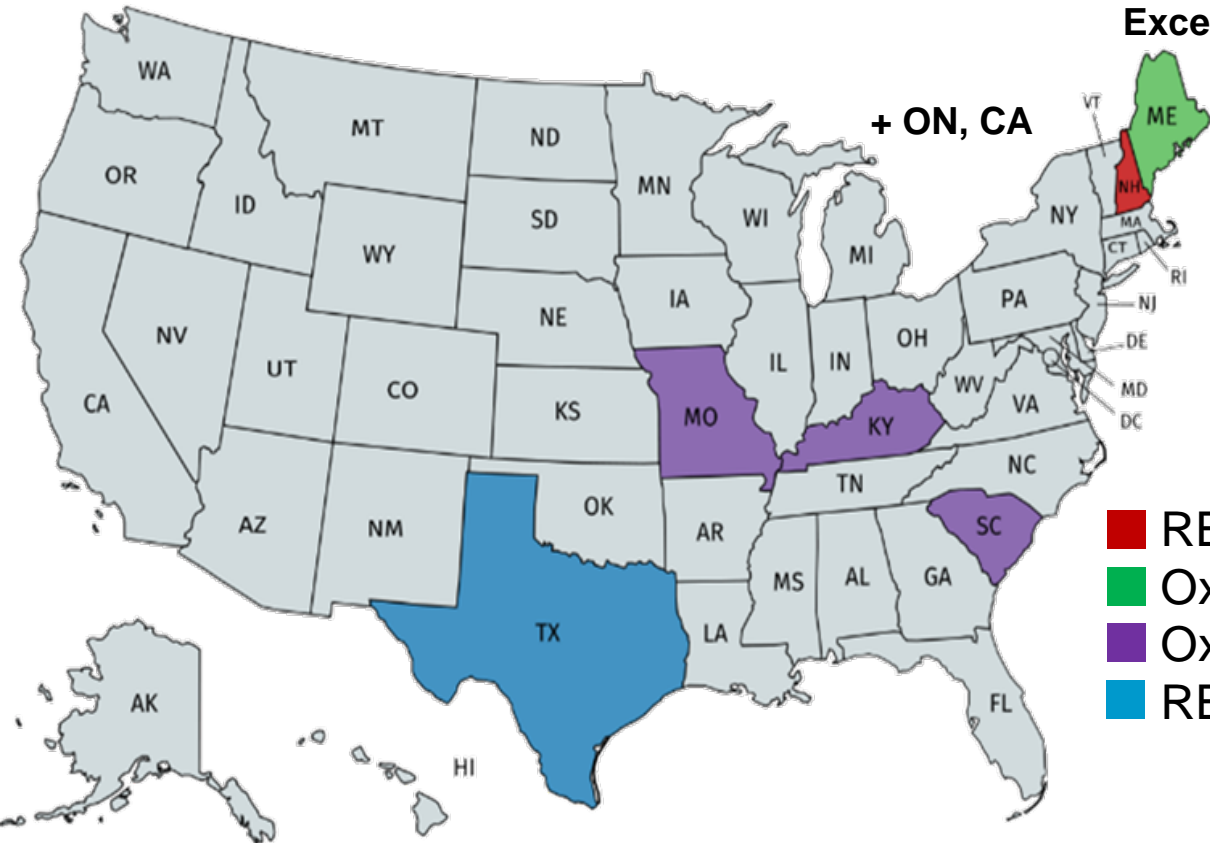 Exce
WA
MT
ND
MN
+ ON, CA
VT
ME
OR
ID
SD
WI
NH
NY
MA
WY
MI
CT
RI
IA
PA
NJ
NE
NV
UT
CO
IL
IN
OH
DE
CA
KS
MO
KY
WV
VA
MD
DC
NC
TN
AZ
NM
OK
AR
SC
RE
MS
AL
GA
Ox
TX
LA
Ox
AK
FL
RE
HI